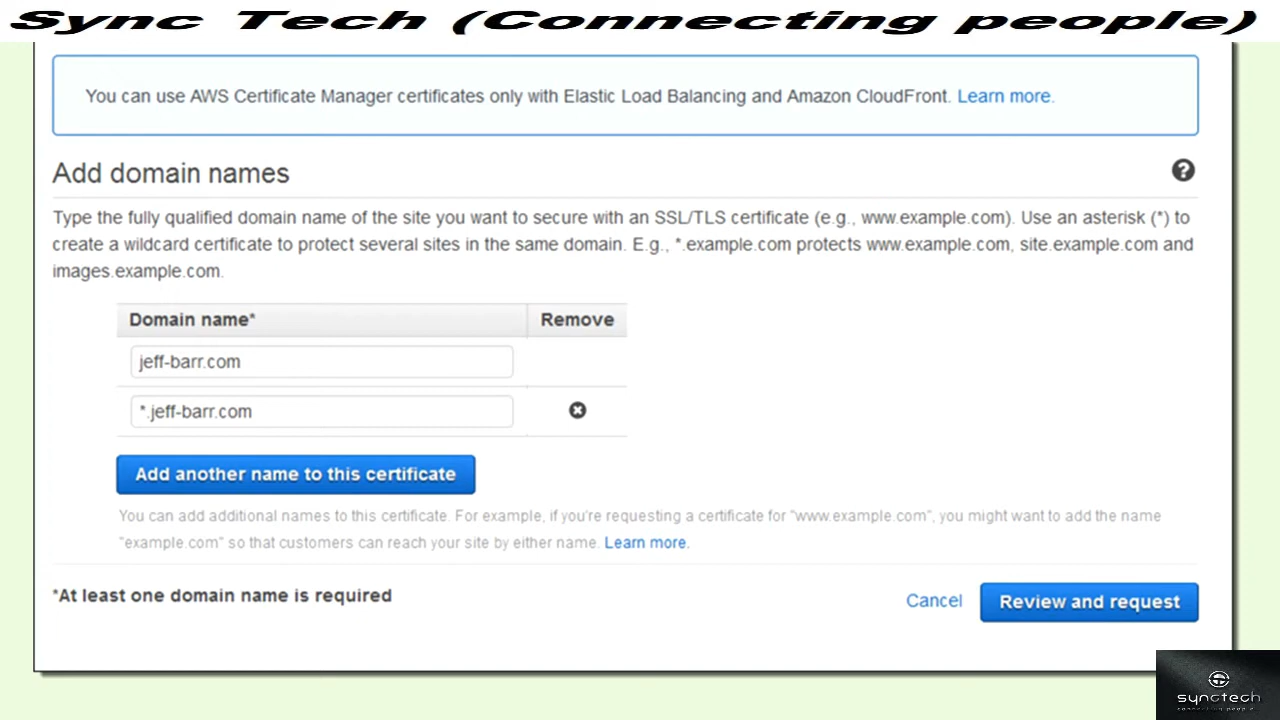 Sync Tech (Connecting people)
You can use AWS Certificate Manager certificates only with Elastic Load Balancing and Amazon CloudFront. Learn more.
Add domain names
Type the fully qualified domain name of the site you want to secure with an SSL/TLS certificate (e.g., www.example.com). Use an asterisk (*) to
create a wildcard certificate to protect several sites in the same domain. E.g., *.example.com protects www.example.com, site.example.com and
images.example.com.
Domain name* Remove
jeff-barr.com
*.jeff-barr.com
Add another name to this certificate
You can add additional names to this certificate. For example, if you're requesting a certificate for "www.example.com", you might want to add the name
"example.com" so that customers can reach your site by either name. Learn more.
*At least one domain name is required
Cancel Review and request
synctech
connecting people